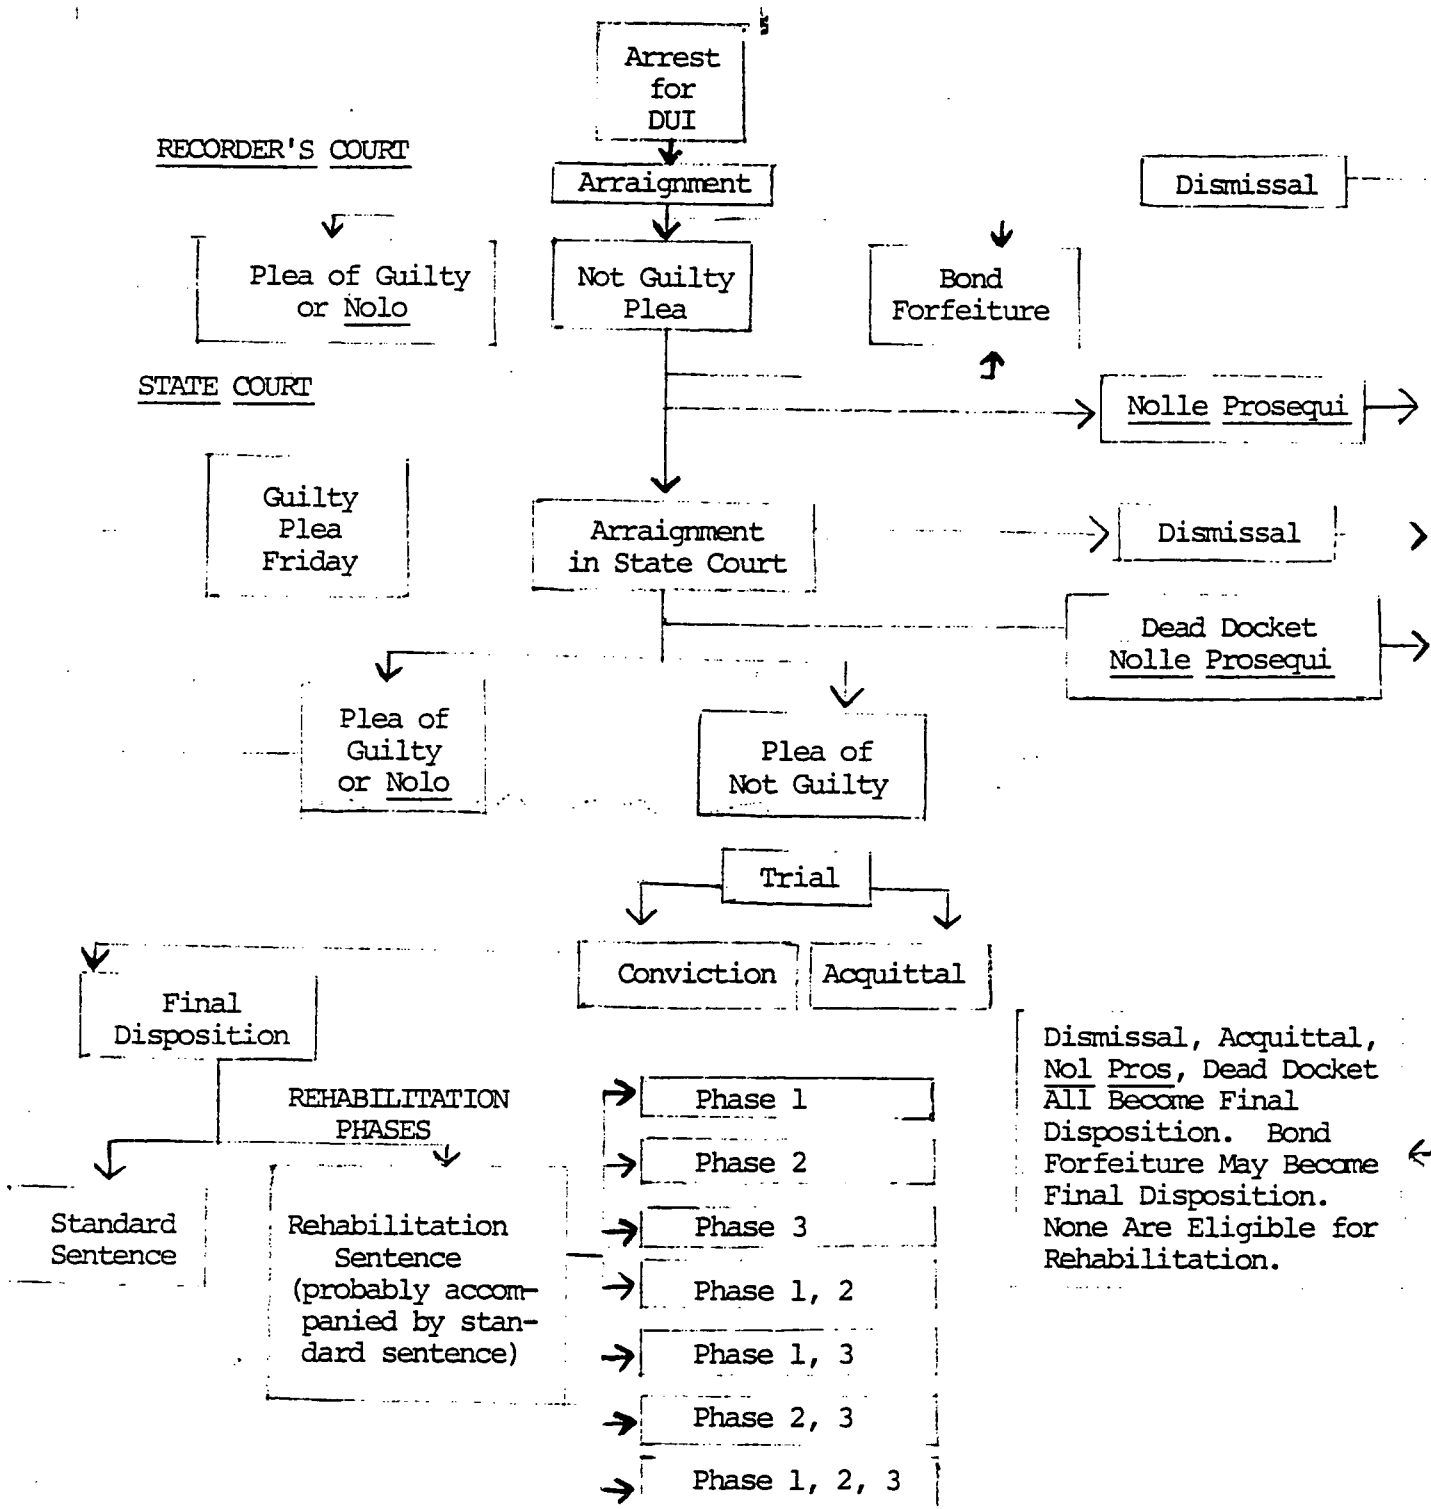 Arrest
for
DUI
RECORDER'S COURT
Arraignment
Dismissal
Plea of Guilty
or Nolo
Not Guilty
Plea
Bond
Forfeiture
STATE COURT
Nolle Prosequi
Guilty
Plea
Friday
Arraignment
in State Court
Dismissal
Dead Docket
Nolle Prosequi
Plea of
Guilty
or Nolo
Plea of
Not Guilty
Trial
Conviction
Acquittal
Final
Disposition
Dismissal, Acquittal,
Nol Pros, Dead Docket
All Become Final
Disposition. Bond
Forfeiture May Become
Final Disposition.
None Are Eligible for
Rehabilitation.
REHABILITATION
PHASES
Standard
Sentence
Rehabilitation
Sentence
(probably accom-
panied by stan-
dard sentence)
Phase 1
Phase 2
Phase 3
Phase 1, 2
Phase 1, 3
Phase 2, 3
Phase 1, 2, 3